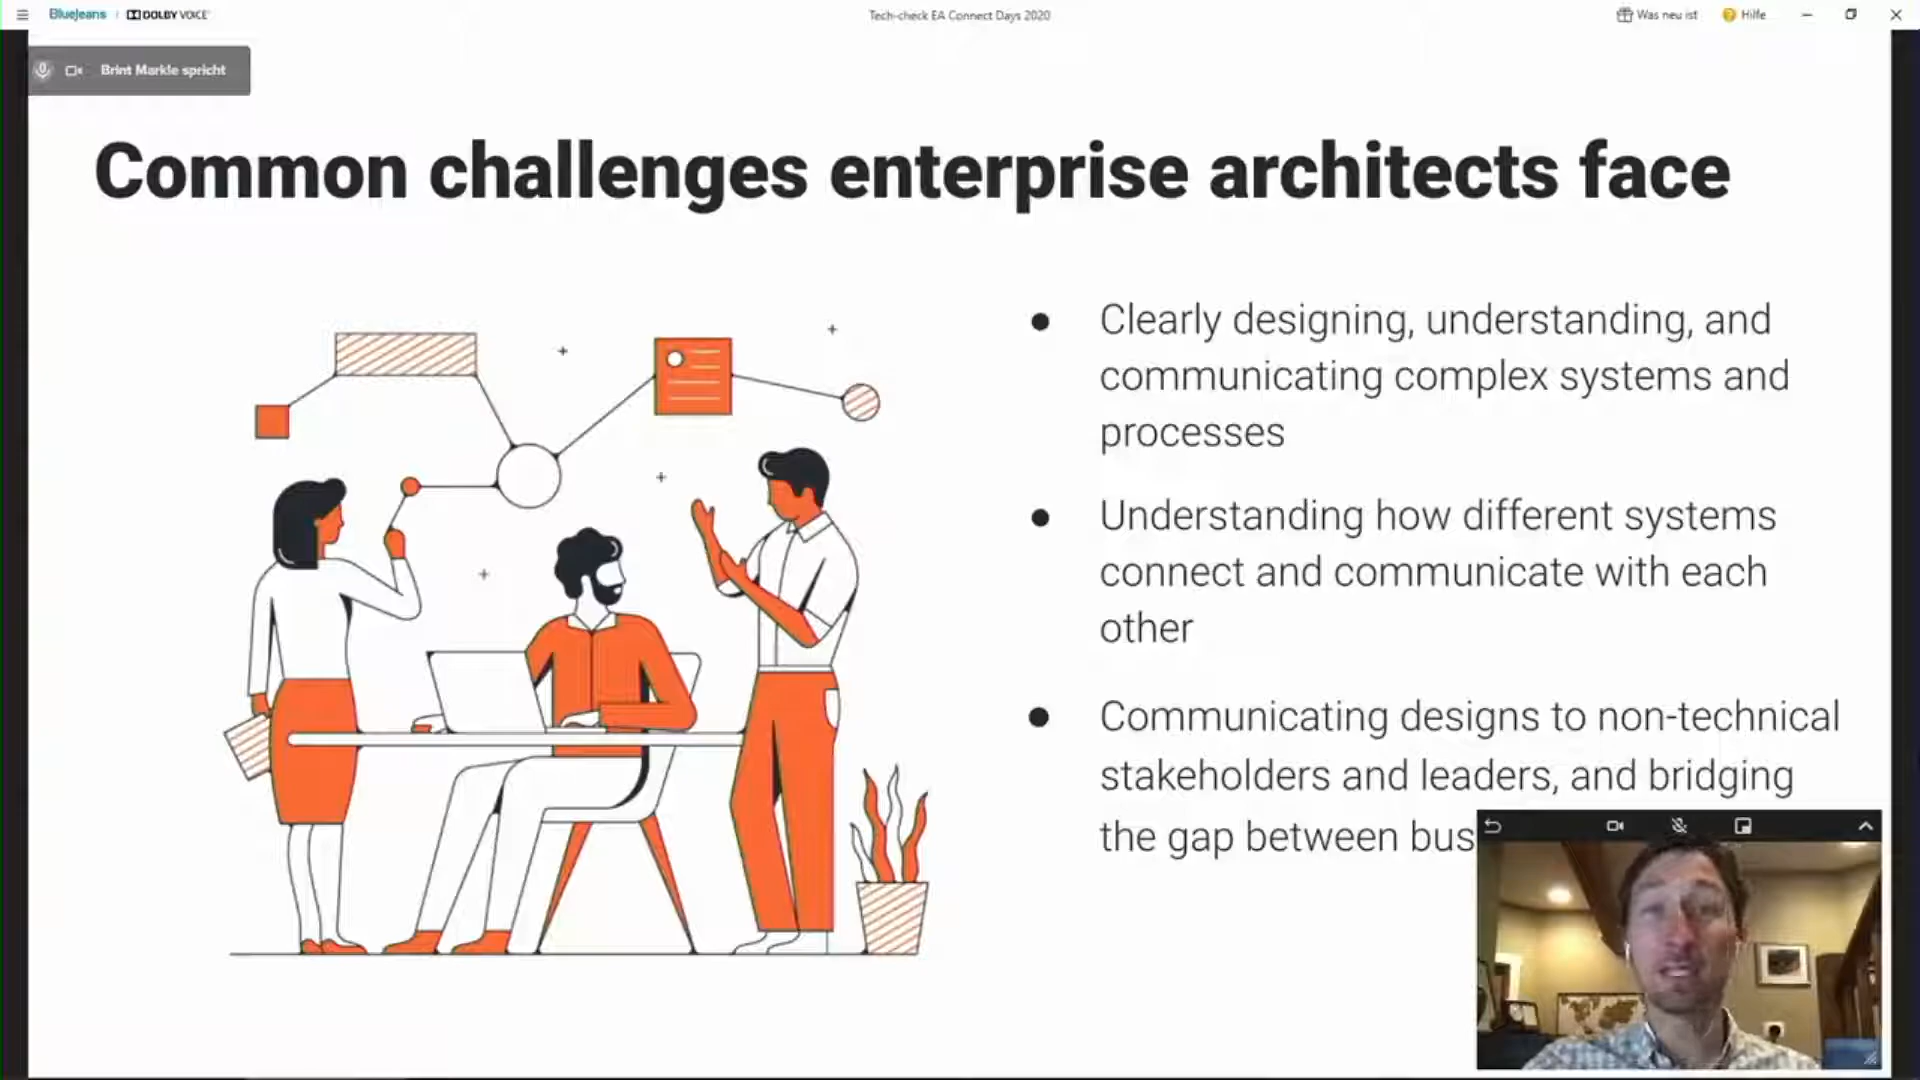 BlueJeans DOLBY VOICE
Tech-check EA Connect Days 2020
Was neu ist
Hilfe
Brint Markle spricht
Common challenges enterprise architects face
Clearly designing, understanding, and
communicating complex systems and
processes
Understanding how different systems
connect and communicate with each
other
Communicating designs to non-technical
stakeholders and leaders, and bridging
the gap between bus